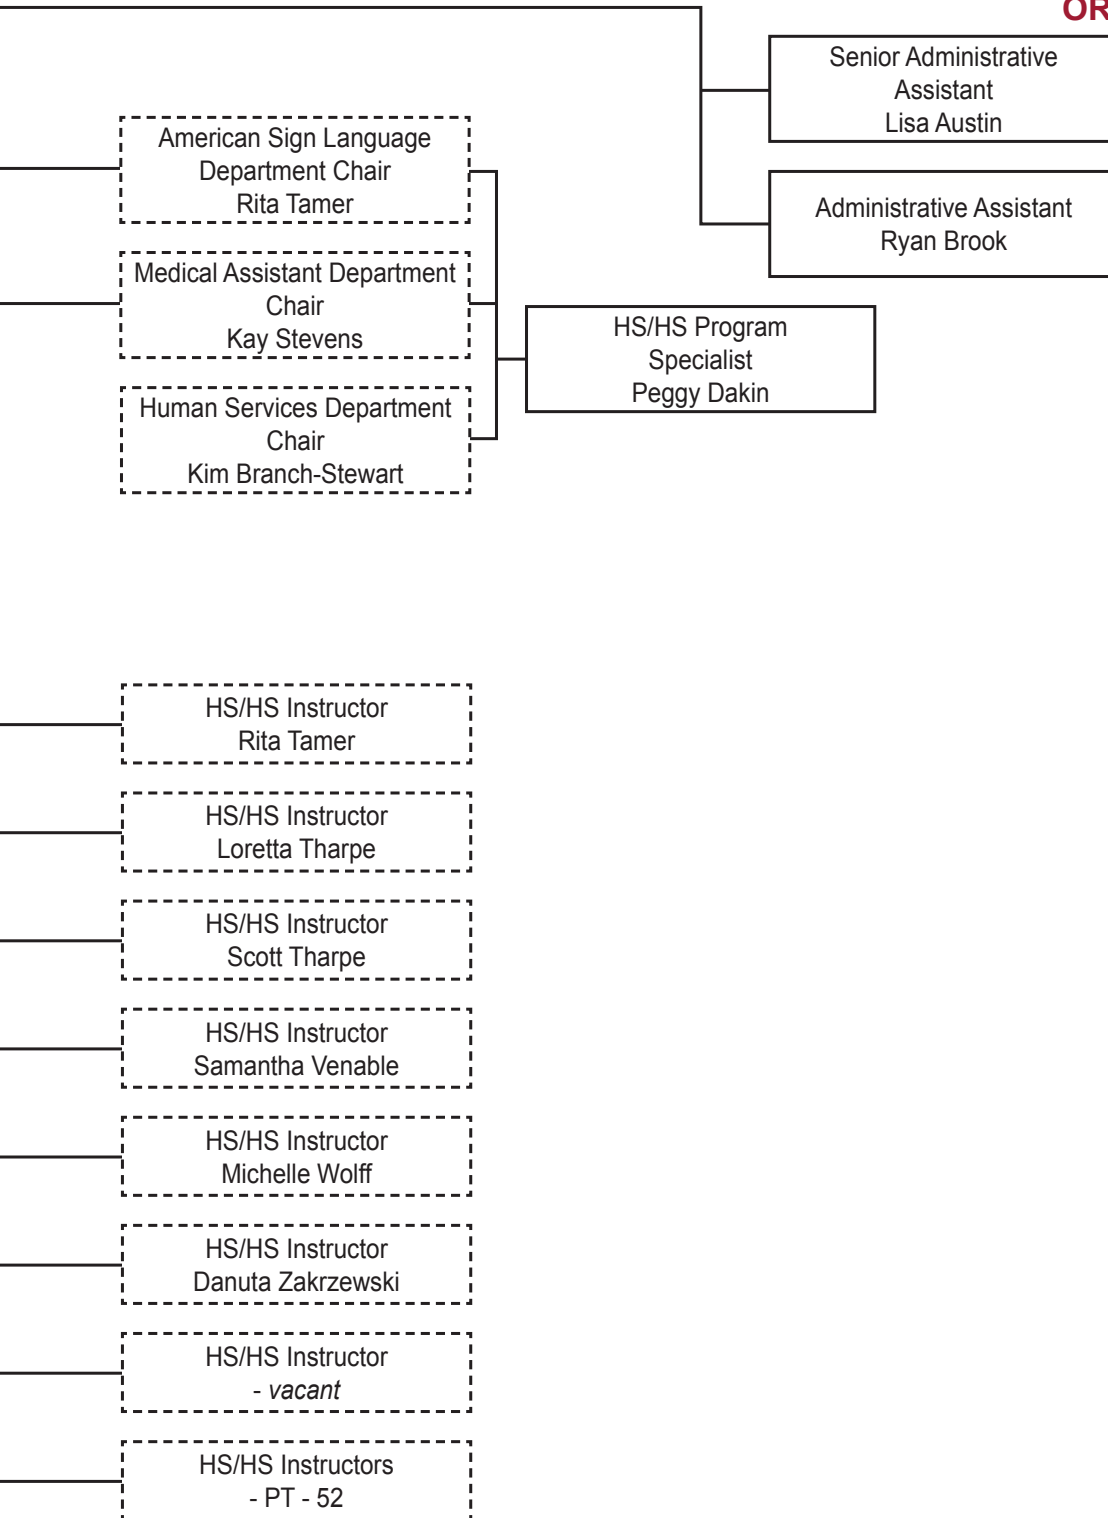 OR
Senior Administrative
Assistant
Lisa Austin
American Sign Language
Department Chair
Rita Tamer
Administrative Assistant
Ryan Brook
Medical Assistant Department
Chair
Kay Stevens
HS/HS Program
Specialist
Peggy Dakin
Human Services Department
Chair
Kim Branch-Stewart
HS/HS Instructor
Rita Tamer
HS/HS Instructor
Loretta Tharpe
HS/HS Instructor
Scott Tharpe
HS/HS Instructor
Samantha Venable
HS/HS Instructor
Michelle Wolff
HS/HS Instructor
Danuta Zakrzewski
HS/HS Instructor
- vacant
HS/HS Instructors
- PT - 52